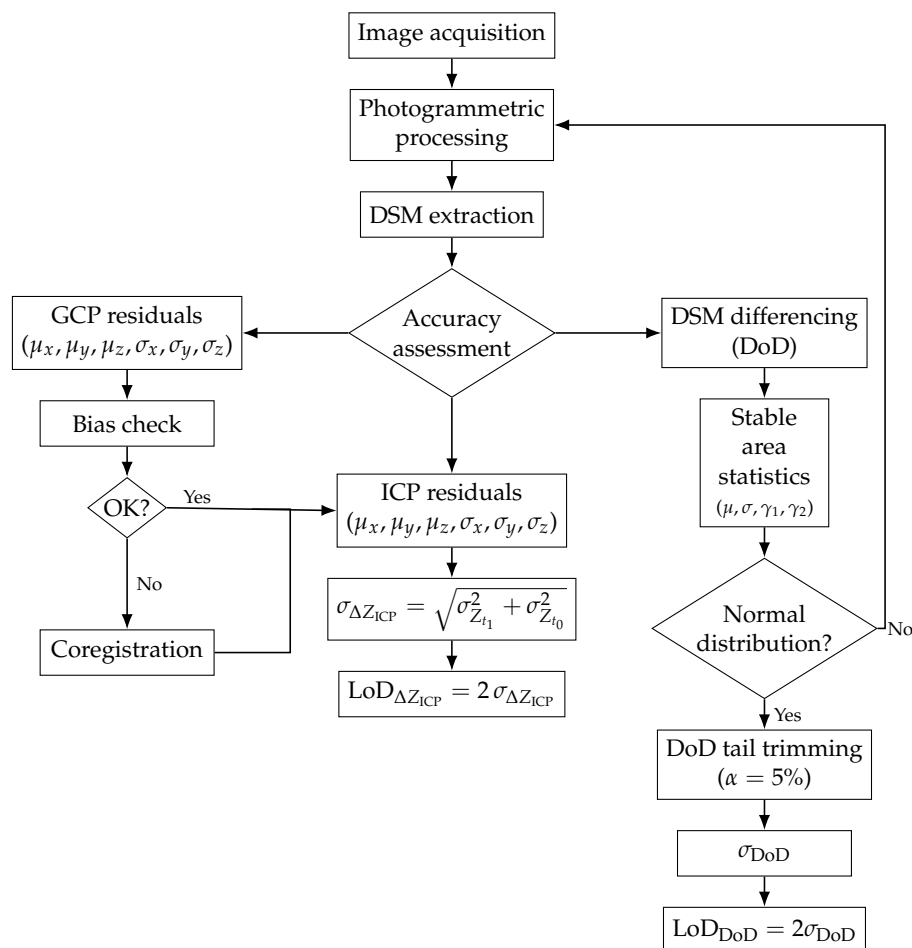 Image acquisition
Photogrammetric
processing
DSM extraction
Accuracy
assessment
GCP residuals
(μx, μy, μz, σx, σy, σz)
Bias check
OK?
Yes
No
Coregistration
ICP residuals
(μx, μy, μz, σx, σy, σz)
σΔZICP = √(σ²Zt1 + σ²Zt0)
LoDΔZICP = 2 σΔZICP
DSM differencing
(DoD)
Stable
area
statistics
(μ, σ, γ1, γ2)
Normal
distribution?
No
Yes
DoD tail trimming
(α = 5%)
σDoD
LoDDoD = 2σDoD